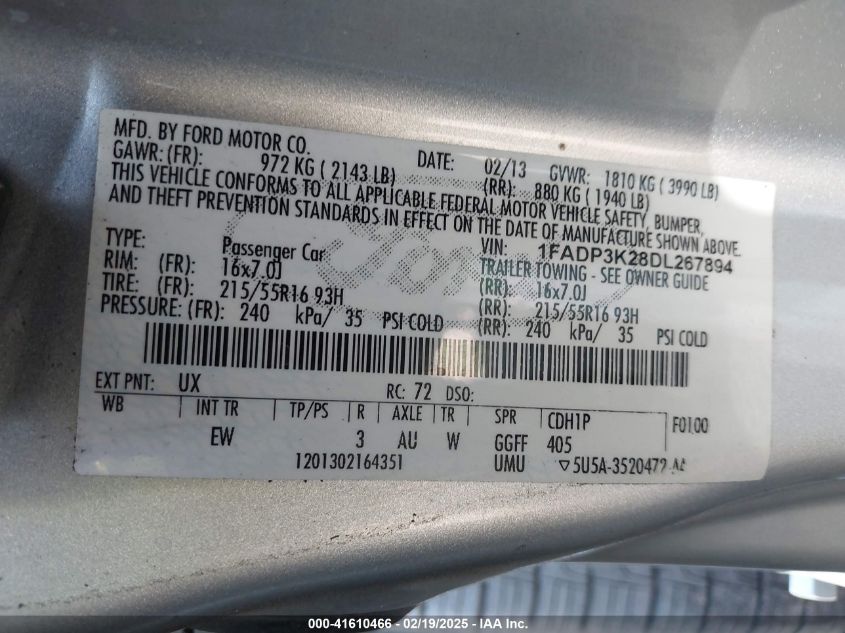 MFD. BY FORD MOTOR CO. DATE: 02/13 GVWR: 1810 KG ( 3990 LB)
GAWR: (FR): 972 KG ( 2143 LB) (RR): 880 KG ( 1940 LB)
THIS VEHICLE CONFORMS TO ALL APPLICABLE FEDERAL MOTOR VEHICLE SAFETY, BUMPER,
AND THEFT PREVENTION STANDARDS IN EFFECT ON THE DATE OF MANUFACTURE SHOWN ABOVE.
VIN: 1FADP3K28DL267894
TYPE: Passenger Car TRAILER TOWING - SEE OWNER GUIDE
RIM: (FR): 16x7.0J (RR): 16x7.0J
TIRE: (FR): 215/55R16 93H (RR): 215/55R16 93H
PRESSURE: (FR): 240 kPa/ 35 PSI COLD (RR): 240 kPa/ 35 PSI COLD
EXT PNT: UX RC: 72 DSO:
WB INT TR TP/PS R AXLE TR SPR CDH1P F0100
EW 3 AU W GGFF 405
1201302164351 UMU ▽5U5A-3520472
000-41610466 - 02/19/2025 - IAA Inc.